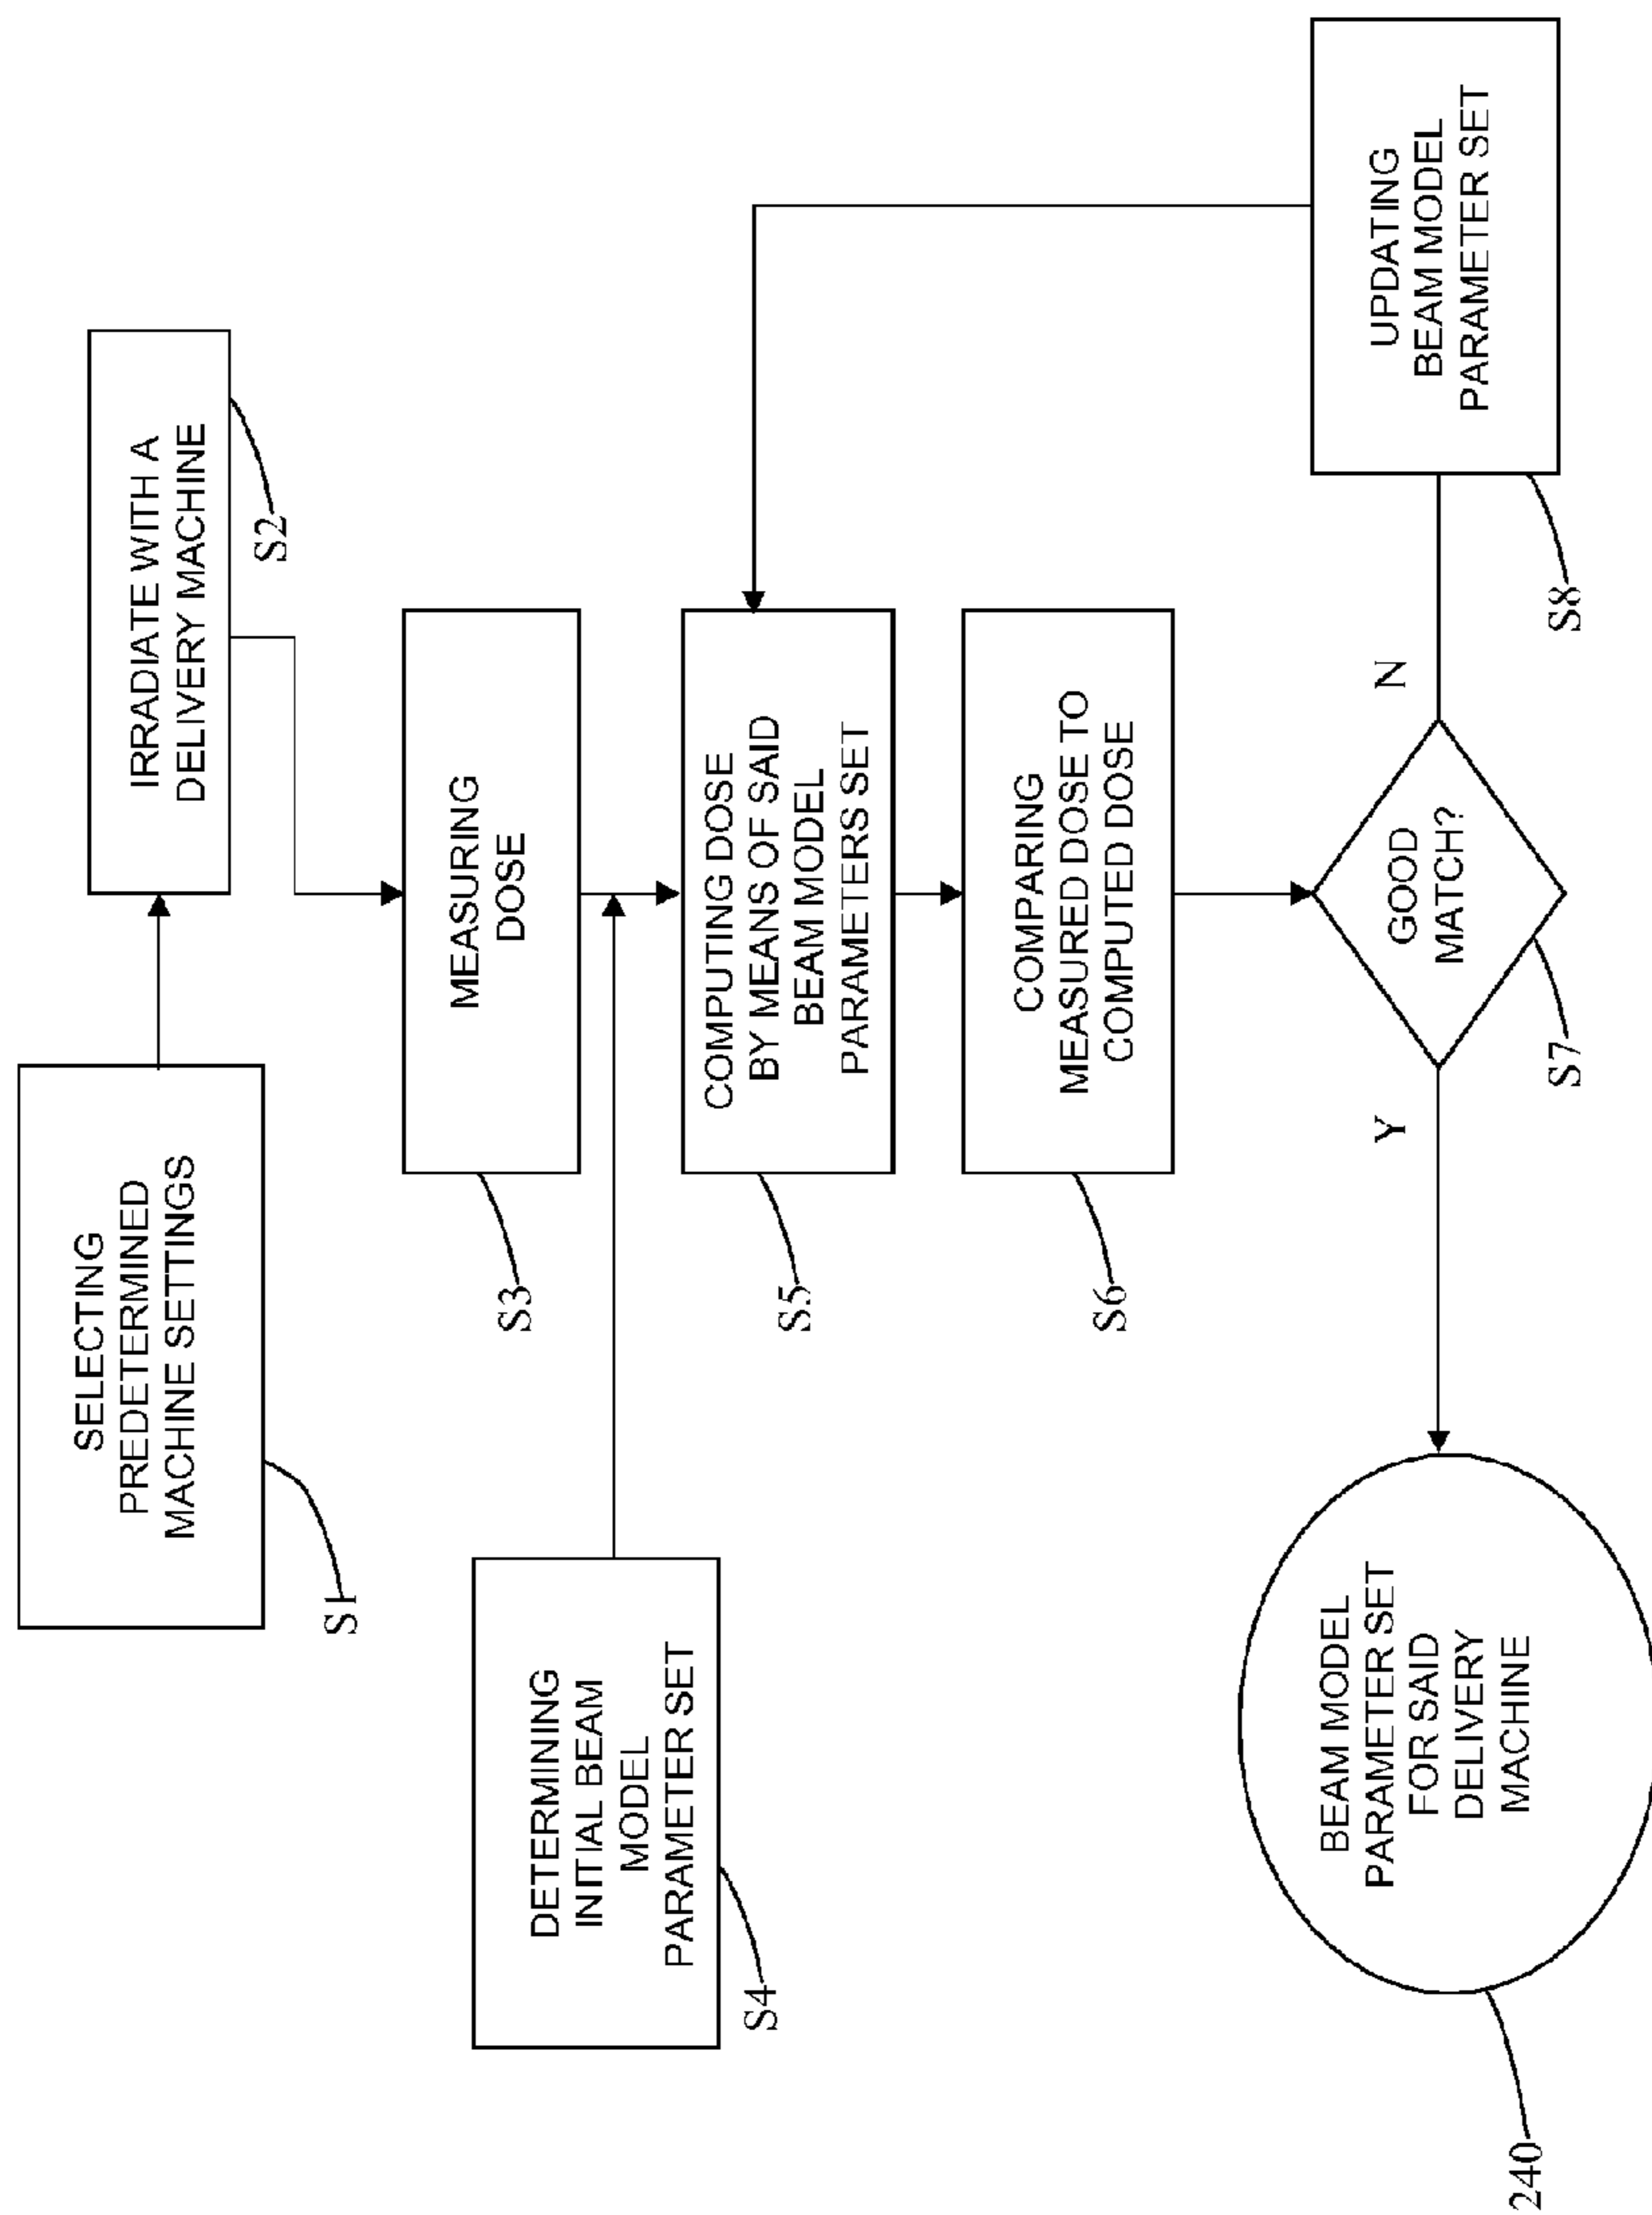 SELECTING
PREDETERMINED
MACHINE SETTINGS
S1
IRRADIATE WITH A
DELIVERY MACHINE
S2
MEASURING
DOSE
S3
DETERMINING
INITIAL BEAM
MODEL
PARAMETER SET
S4
COMPUTING DOSE
BY MEANS OF SAID
BEAM MODEL
PARAMETERS SET
S5
COMPARING
MEASURED DOSE TO
COMPUTED DOSE
S6
GOOD
MATCH?
S7
Y
N
UPDATING
BEAM MODEL
PARAMETER SET
S8
BEAM MODEL
PARAMETER SET
FOR SAID
DELIVERY
MACHINE
240